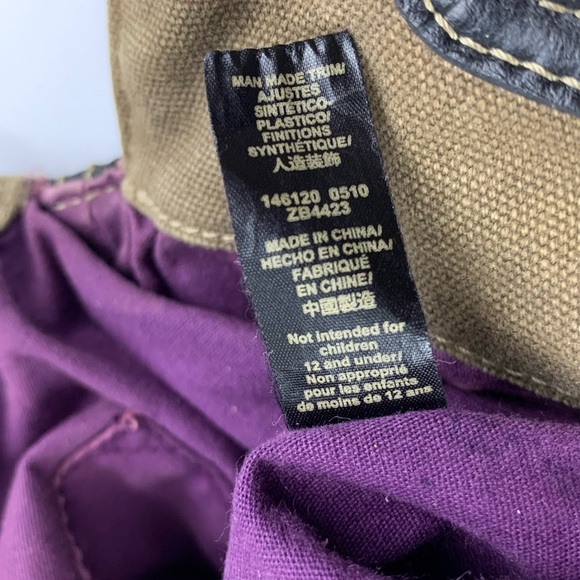 MAN MADE TRIM/
AJUSTES
SINTÉTICO-
PLASTICO/
FINITIONS
SYNTHÉTIQUE/
人造装飾
146120 0510
ZB4423
MADE IN CHINA/
HECHO EN CHINA/
FABRIQUÉ
EN CHINE/
中國製造
Not intended for
children
12 and under/
Non approprié
pour les enfants
de moins de 12 ans